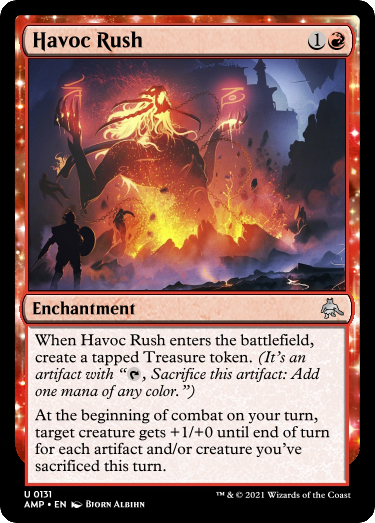 Havoc Rush 1
Enchantment
When Havoc Rush enters the battlefield,
create a tapped Treasure token. (It's an
artifact with “, Sacrifice this artifact: Add
one mana of any color.”)
At the beginning of combat on your turn,
target creature gets +1/+0 until end of turn
for each artifact and/or creature you've
sacrificed this turn.
U 0131
AMP • EN Bjorn Albihn
™ & © 2021 Wizards of the Coast